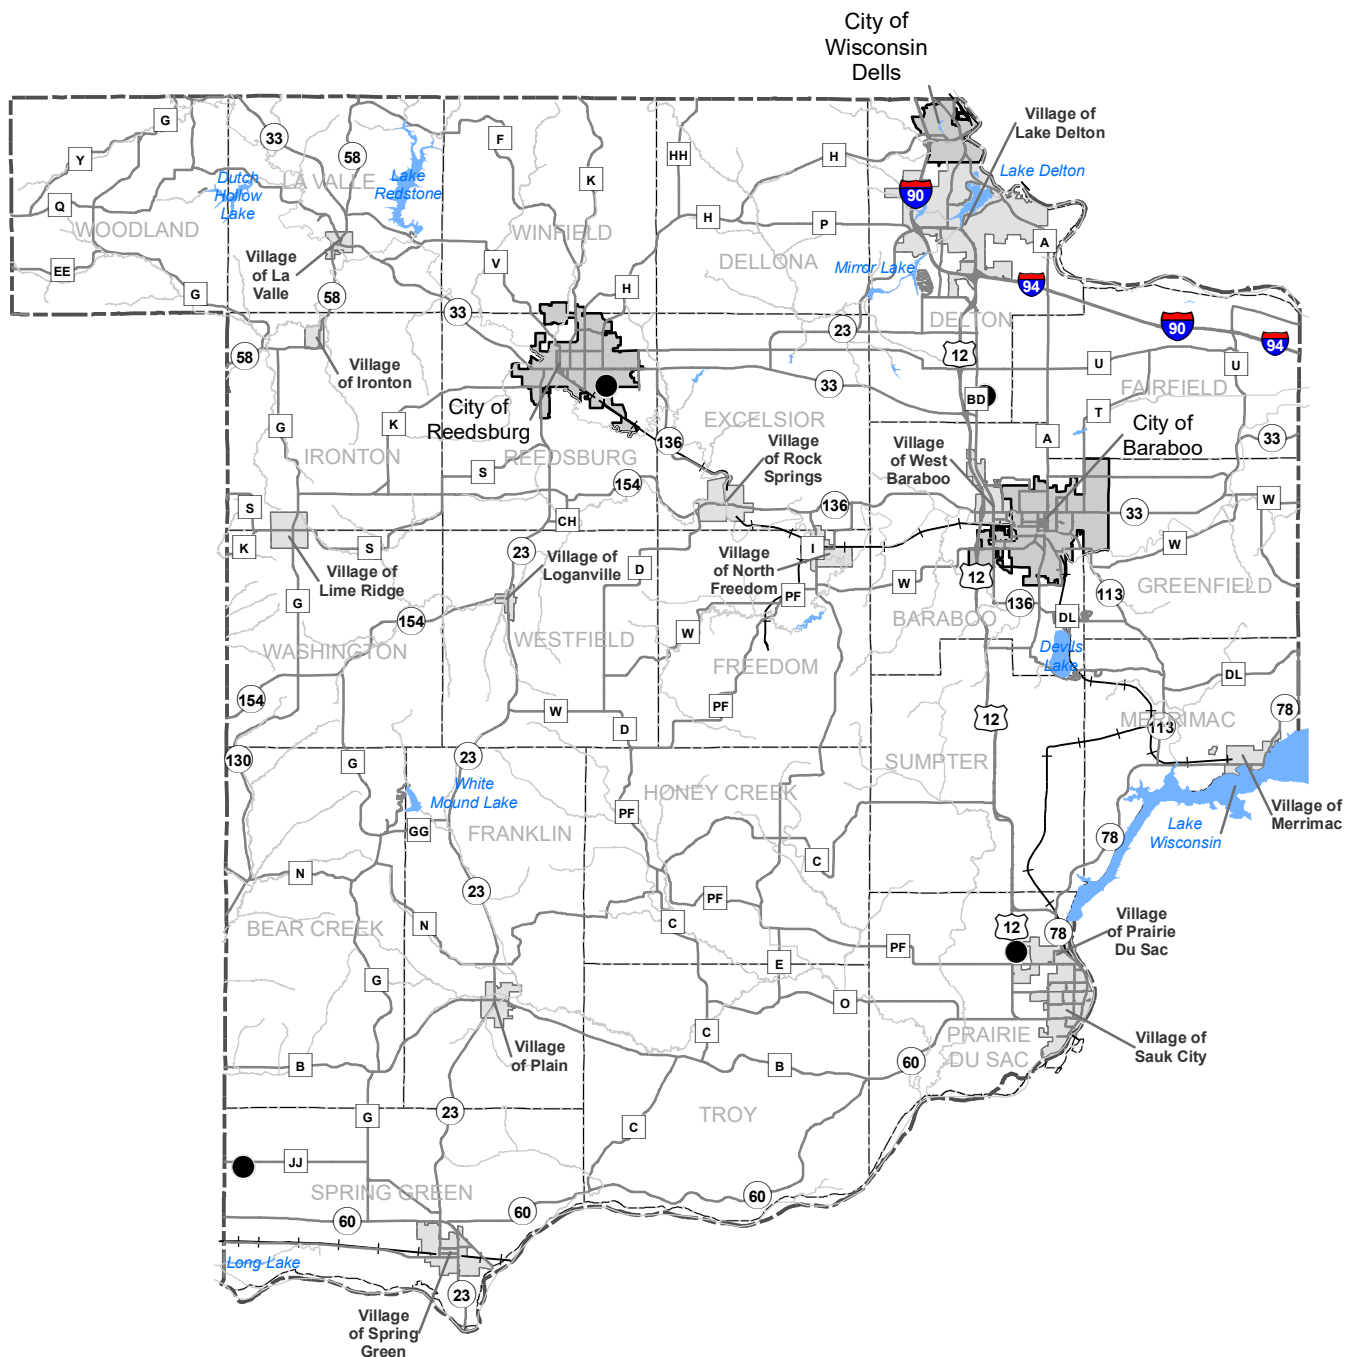 City of
Wisconsin
Dells
Village of
Lake Delton
G
33
F
Y
58
HH
H
LA VALLE
Lake
Redstone
Dutch
Hollow
Lake
K
Lake Delton
90
Q
H
P
WOODLAND
WINFIELD
A
Village
of La
Valle
EE
V
DELLONA
Mirror Lake
G
58
H
94
33
23
DELTON
90
94
58
Village
of Ironton
12
U
U
33
FAIRFIELD
BD
City of
Reedsburg
T
G
K
EXCELSIOR
City of
Baraboo
136
A
33
Village
of Rock
Springs
Village
of West
Baraboo
IRONTON
REEDSBURG
S
154
S
136
W
CH
33
K
S
23
I
W
Village of
Lime Ridge
Village of
Loganville
D
Village
of North
Freedom
12
W
PF
GREENFIELD
G
136
113
154
BARABOO
DL
WASHINGTON
WESTFIELD
W
FREEDOM
Devils
Lake
DL
154
PF
W
12
78
D
MERRIMAC
113
130
G
23
SUMPTER
White
Mound Lake
HONEY CREEK
PF
Village of
Merrimac
GG
FRANKLIN
Lake
Wisconsin
78
C
N
23
PF
BEAR CREEK
N
C
12
78
Village
of Prairie
Du Sac
PF
E
G
O
C
PRAIRIE
DU SAC
Village of
Sauk City
Village
of Plain
B
B
60
G
23
TROY
C
JJ
SPRING GREEN
60
60
60
Long Lake
23
Village
of Spring
Green